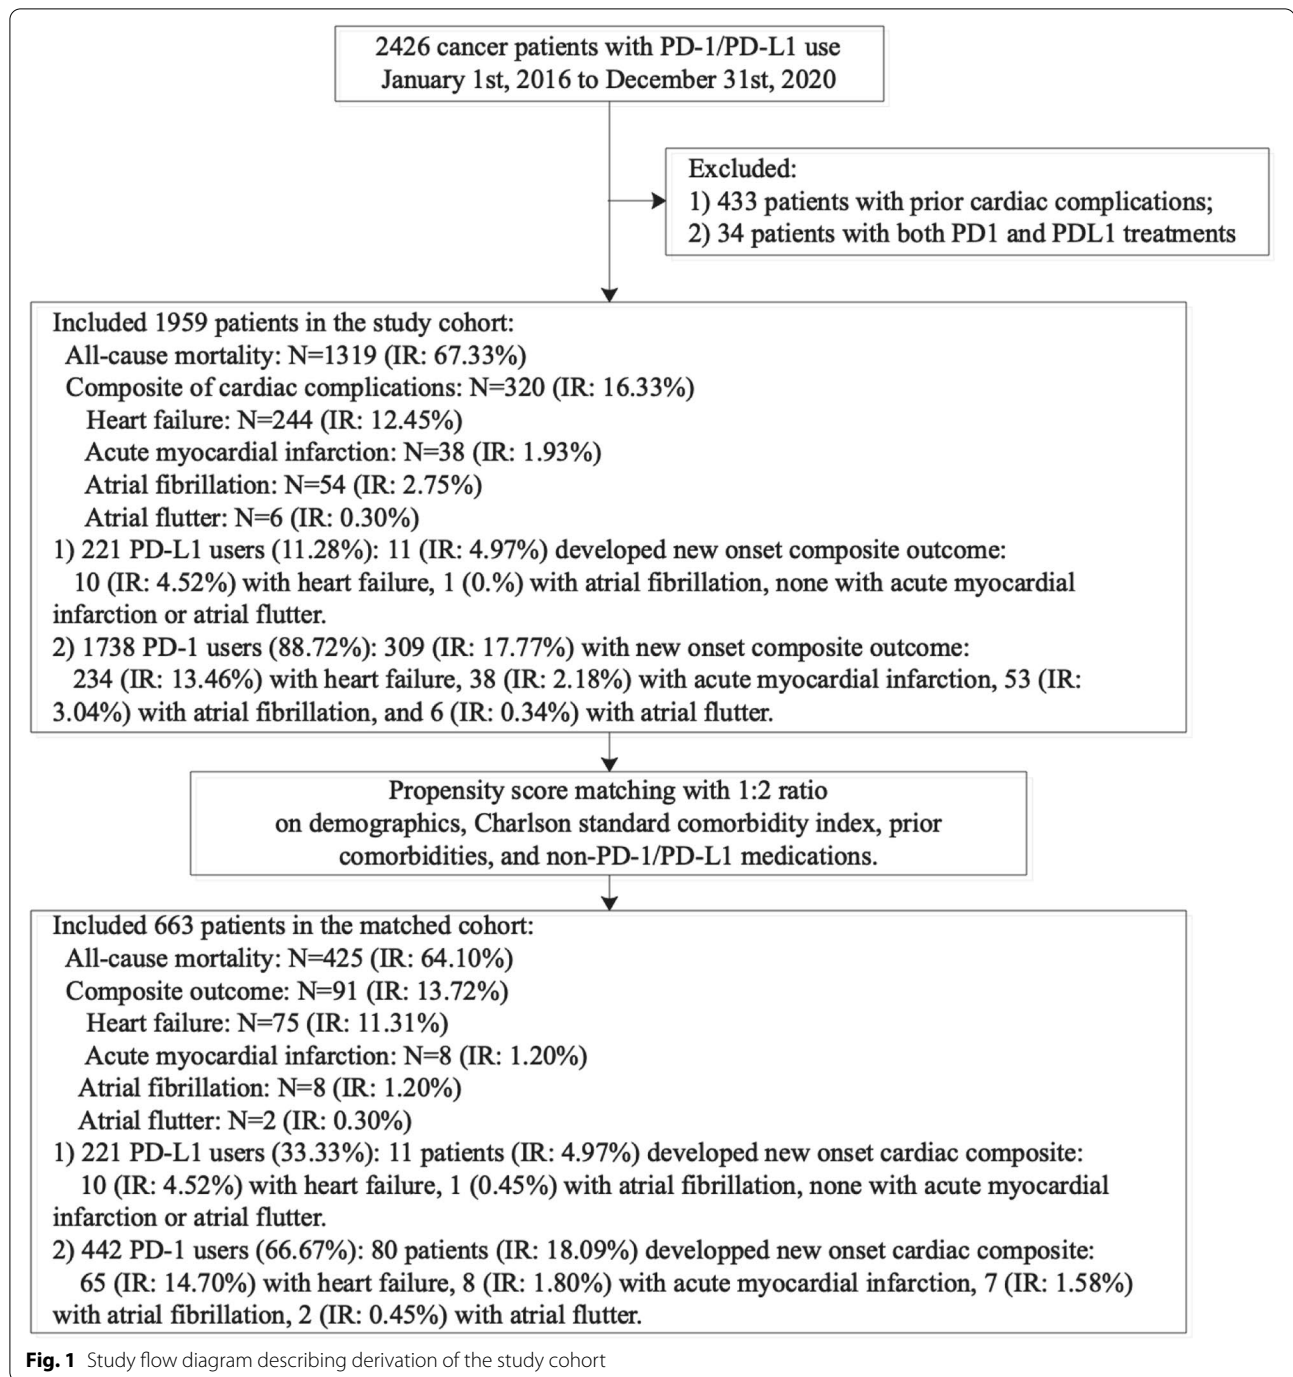 2426 cancer patients with PD-1/PD-L1 use
January 1st, 2016 to December 31st, 2020
Excluded:
1) 433 patients with prior cardiac complications;
2) 34 patients with both PD1 and PDL1 treatments
Included 1959 patients in the study cohort:
All-cause mortality: N=1319 (IR: 67.33%)
Composite of cardiac complications: N=320 (IR: 16.33%)
Heart failure: N=244 (IR: 12.45%)
Acute myocardial infarction: N=38 (IR: 1.93%)
Atrial fibrillation: N=54 (IR: 2.75%)
Atrial flutter: N=6 (IR: 0.30%)
1) 221 PD-L1 users (11.28%): 11 (IR: 4.97%) developed new onset composite outcome:
10 (IR: 4.52%) with heart failure, 1 (0.%) with atrial fibrillation, none with acute myocardial
infarction or atrial flutter.
2) 1738 PD-1 users (88.72%): 309 (IR: 17.77%) with new onset composite outcome:
234 (IR: 13.46%) with heart failure, 38 (IR: 2.18%) with acute myocardial infarction, 53 (IR:
3.04%) with atrial fibrillation, and 6 (IR: 0.34%) with atrial flutter.
Propensity score matching with 1:2 ratio
on demographics, Charlson standard comorbidity index, prior
comorbidities, and non-PD-1/PD-L1 medications.
Included 663 patients in the matched cohort:
All-cause mortality: N=425 (IR: 64.10%)
Composite outcome: N=91 (IR: 13.72%)
Heart failure: N=75 (IR: 11.31%)
Acute myocardial infarction: N=8 (IR: 1.20%)
Atrial fibrillation: N=8 (IR: 1.20%)
Atrial flutter: N=2 (IR: 0.30%)
1) 221 PD-L1 users (33.33%): 11 patients (IR: 4.97%) developed new onset cardiac composite:
10 (IR: 4.52%) with heart failure, 1 (0.45%) with atrial fibrillation, none with acute myocardial
infarction or atrial flutter.
2) 442 PD-1 users (66.67%): 80 patients (IR: 18.09%) developped new onset cardiac composite:
65 (IR: 14.70%) with heart failure, 8 (IR: 1.80%) with acute myocardial infarction, 7 (IR: 1.58%)
with atrial fibrillation, 2 (IR: 0.45%) with atrial flutter.
Fig. 1 Study flow diagram describing derivation of the study cohort